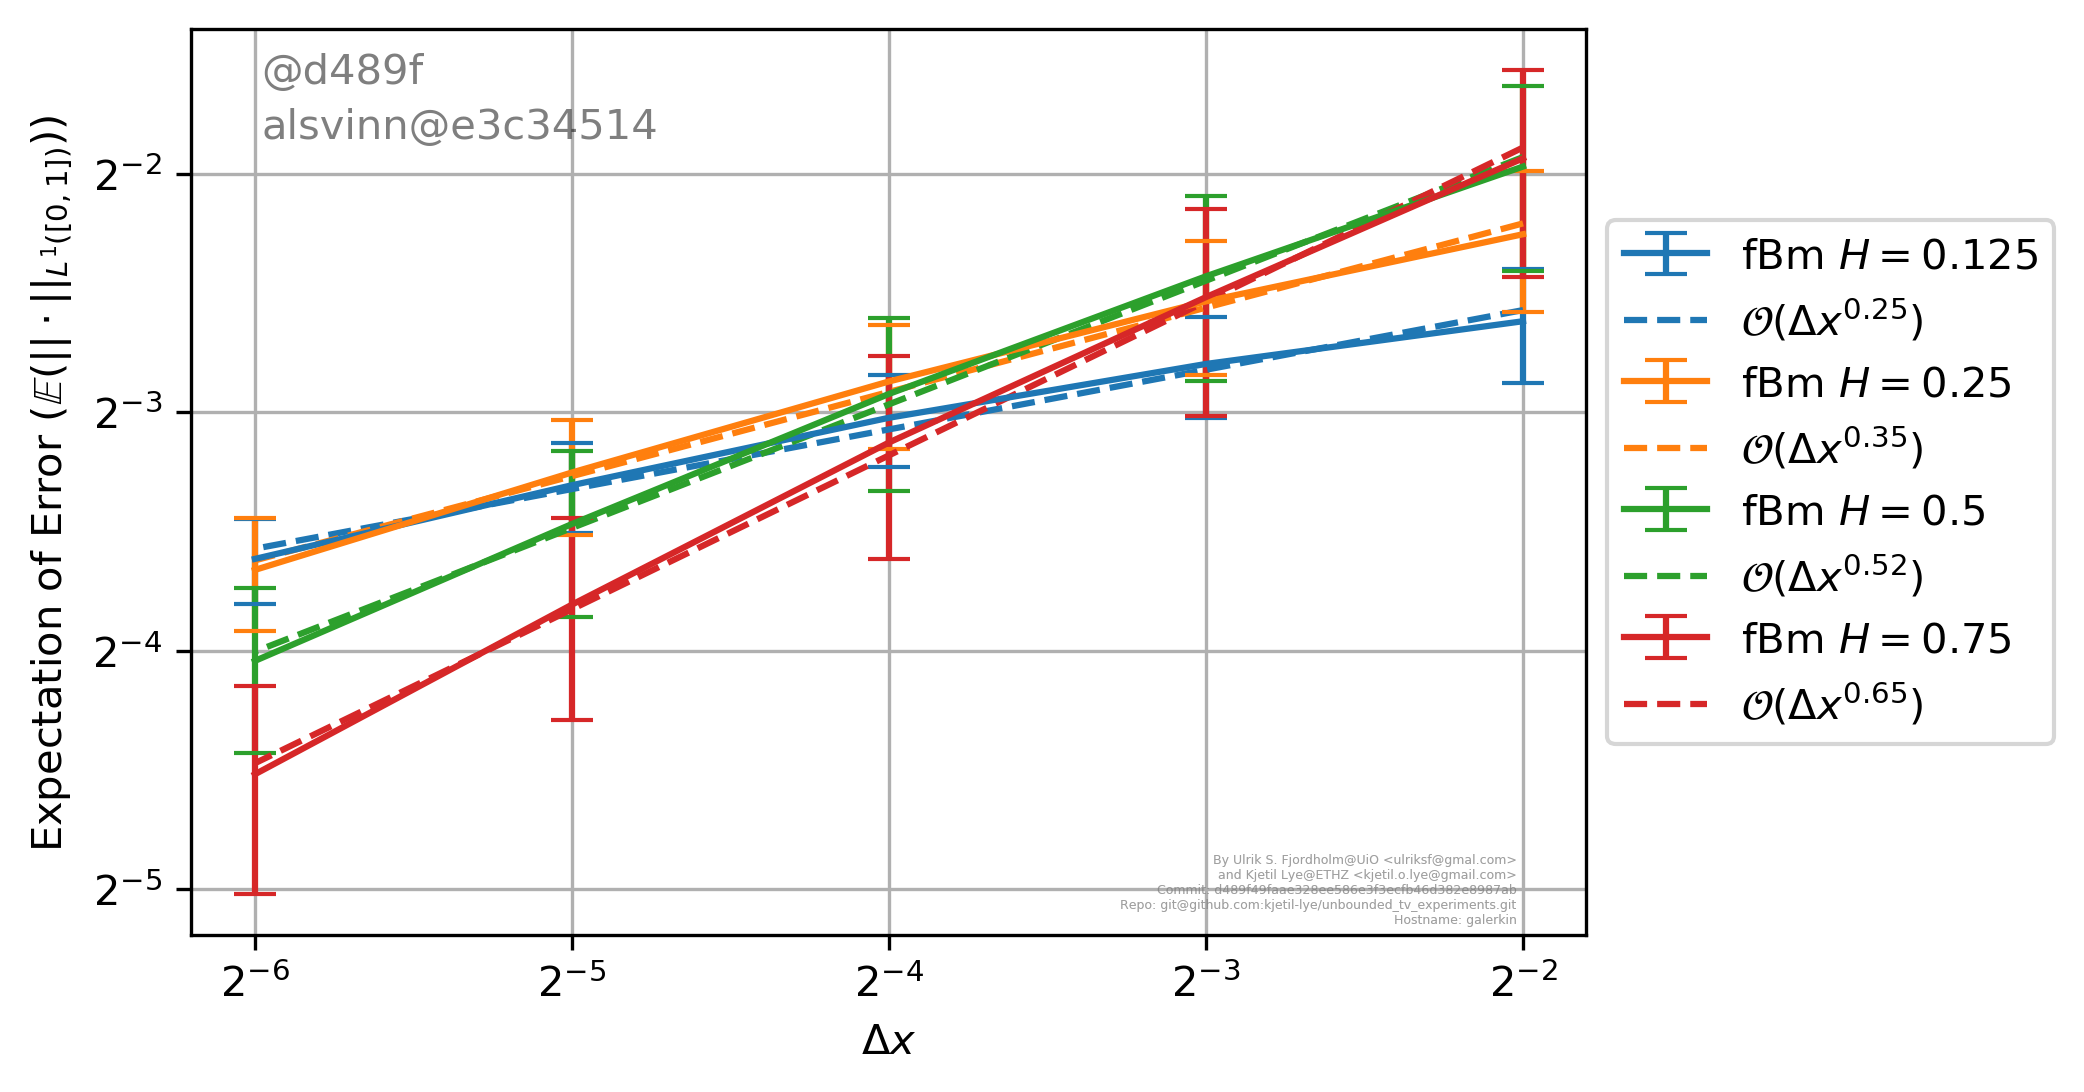 @d489f
alsvinn@e3c34514
Expectation of Error (𝔼(|| · ||_{L^1([0,1])}))
2^{-2}
2^{-3}
2^{-4}
2^{-5}
By Ulrik S. Fjordholm@UiO <ulriksf@gmal.com>
and Kjetil Lye@ETHZ <kjetil.o.lye@gmail.com>
Commit: d489f49faae328ee586e3f3ecfb46d382e8987ab
Repo: git@github.com:kjetil-lye/unbounded_tv_experiments.git
Hostname: galerkin
2^{-6} 2^{-5} 2^{-4} 2^{-3} 2^{-2}
Δx
fBm H = 0.125
𝒪(Δx^{0.25})
fBm H = 0.25
𝒪(Δx^{0.35})
fBm H = 0.5
𝒪(Δx^{0.52})
fBm H = 0.75
𝒪(Δx^{0.65})